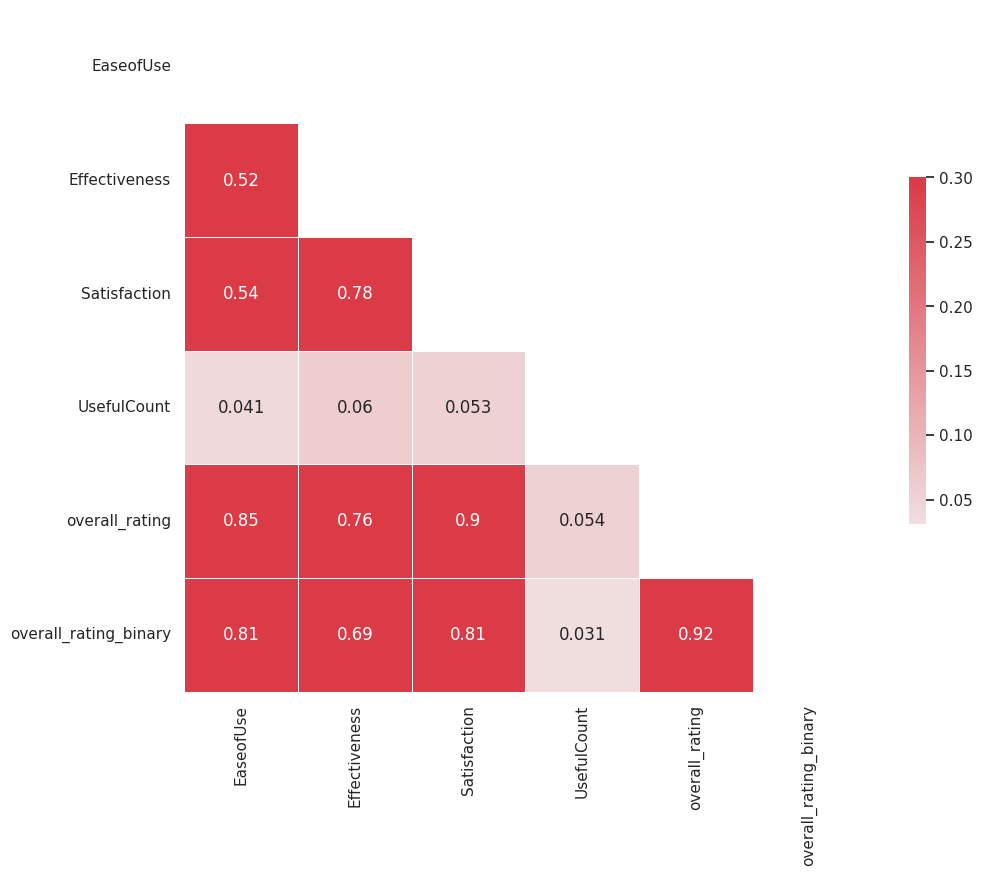 EaseofUse
Effectiveness
0.52
Satisfaction
0.54 0.78
UsefulCount
0.041 0.06 0.053
overall_rating
0.85 0.76 0.9 0.054
overall_rating_binary
0.81 0.69 0.81 0.031 0.92
EaseofUse
Effectiveness
Satisfaction
UsefulCount
overall_rating
overall_rating_binary
0.30
0.25
0.20
0.15
0.10
0.05